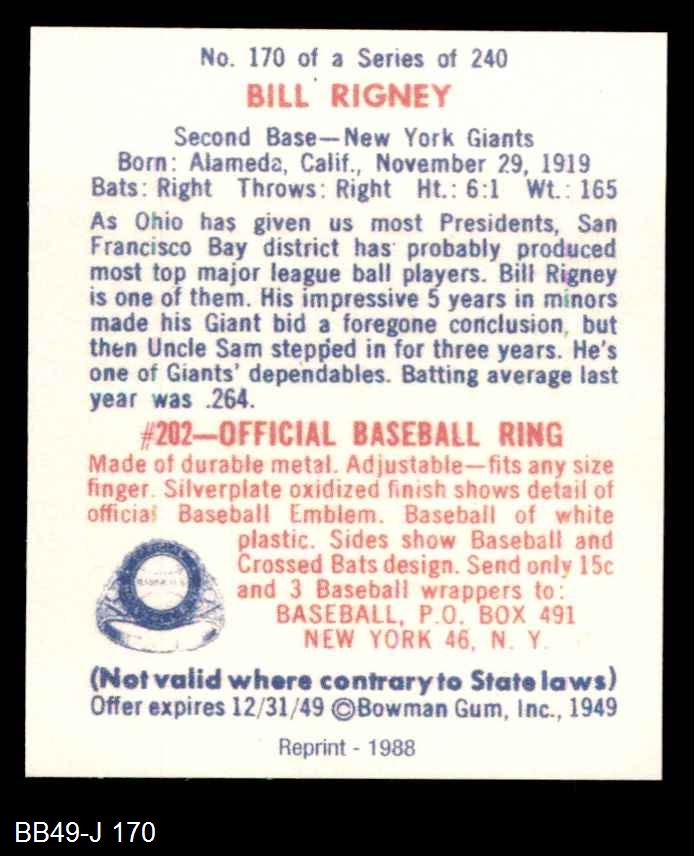 No. 170 of a Series of 240
BILL RIGNEY
Second Base—New York Giants
Born: Alameda, Calif., November 29, 1919
Bats: Right Throws: Right Ht.: 6:1 Wt.: 165
As Ohio has given us most Presidents, San
Francisco Bay district has probably produced
most top major league ball players. Bill Rigney
is one of them. His impressive 5 years in minors
made his Giant bid a foregone conclusion, but
then Uncle Sam stepped in for three years. He's
one of Giants' dependables. Batting average last
year was .264.
#202—OFFICIAL BASEBALL RING
Made of durable metal. Adjustable—fits any size
finger. Silverplate oxidized finish shows detail of
official Baseball Emblem. Baseball of white
plastic. Sides show Baseball and
Crossed Bats design. Send only 15c
and 3 Baseball wrappers to:
BASEBALL, P.O. BOX 491
NEW YORK 46, N. Y.
(Not valid where contrary to State laws)
Offer expires 12/31/49 ©Bowman Gum, Inc., 1949
Reprint - 1988
BB49-J 170